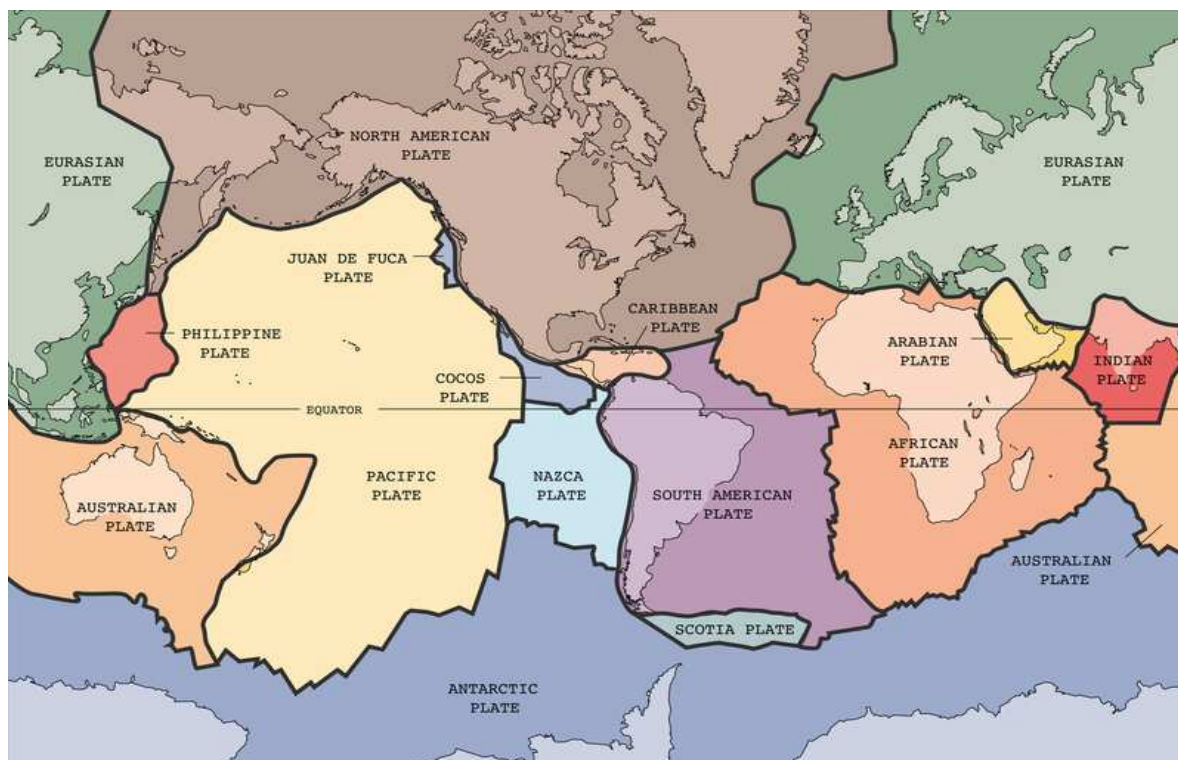 NORTH AMERICAN
PLATE
EURASIAN
PLATE
EURASIAN
PLATE
JUAN DE FUCA
PLATE
PHILIPPINE
PLATE
CARIBBEAN
PLATE
ARABIAN
PLATE
INDIAN
PLATE
COCOS
PLATE
EQUATOR
AFRICAN
PLATE
PACIFIC
PLATE
NAZCA
PLATE
SOUTH AMERICAN
PLATE
AUSTRALIAN
PLATE
AUSTRALIAN
PLATE
SCOTIA PLATE
ANTARCTIC
PLATE